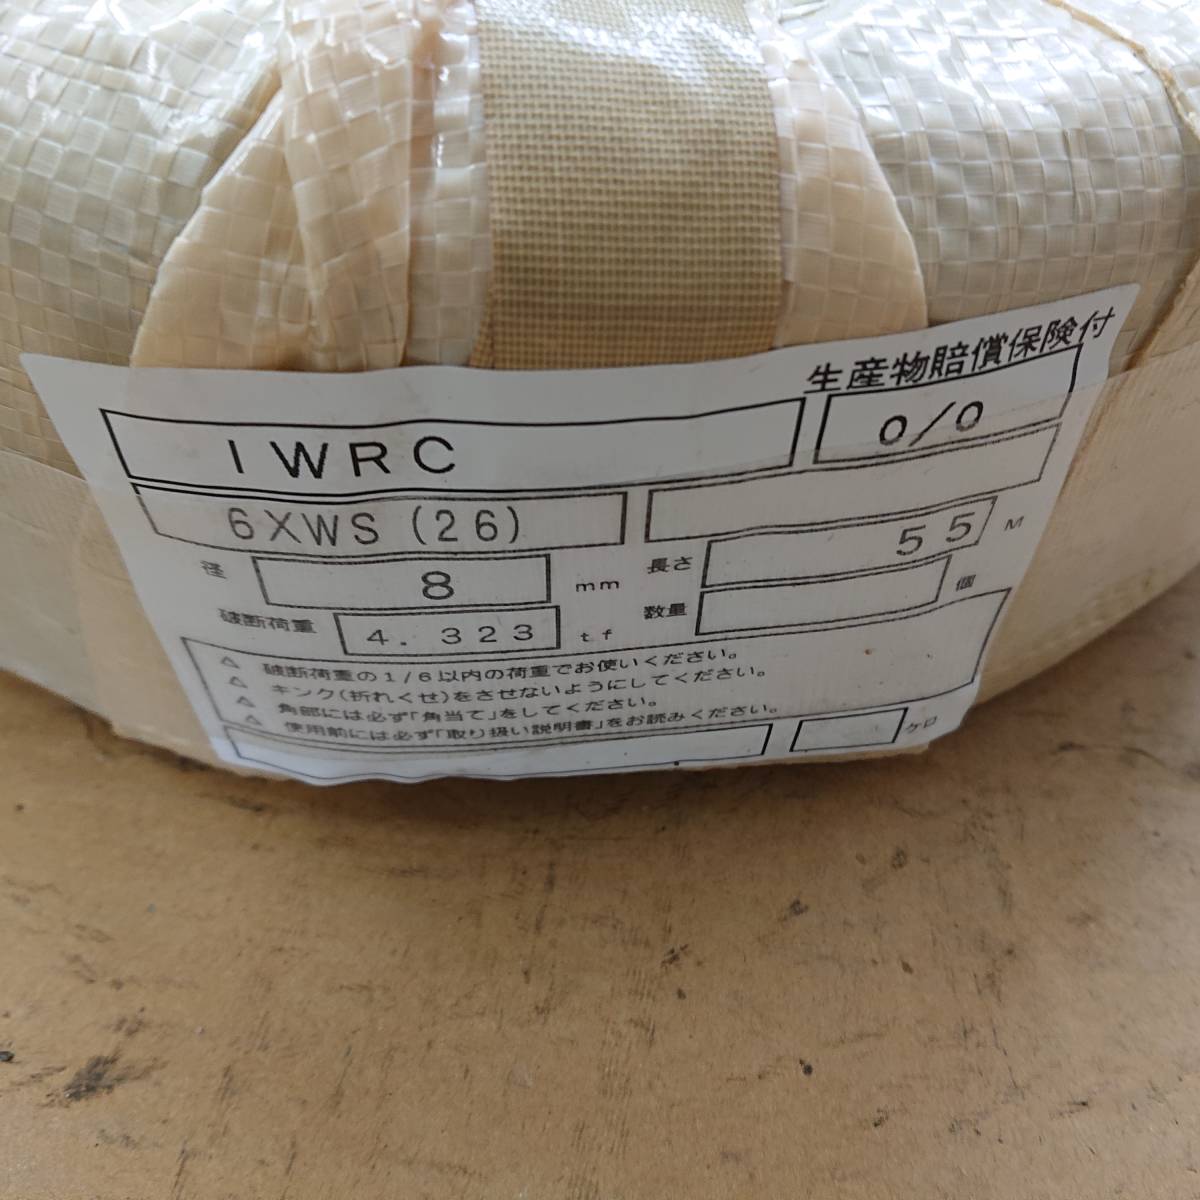 生産物賠償保険付
IWRC O/O
6XWS(26)
径 8 mm 長さ 55 M
破断荷重 4.323 t.f 数量 個
⚠ 破断荷重の1/6以内の荷重でお使いください。
⚠ キンク(折れくせ)をさせないようにしてください。
⚠ 角部には必ず「角当て」をしてください。
⚠ 使用前には必ず「取り扱い説明書」をお読みください。
ケロ